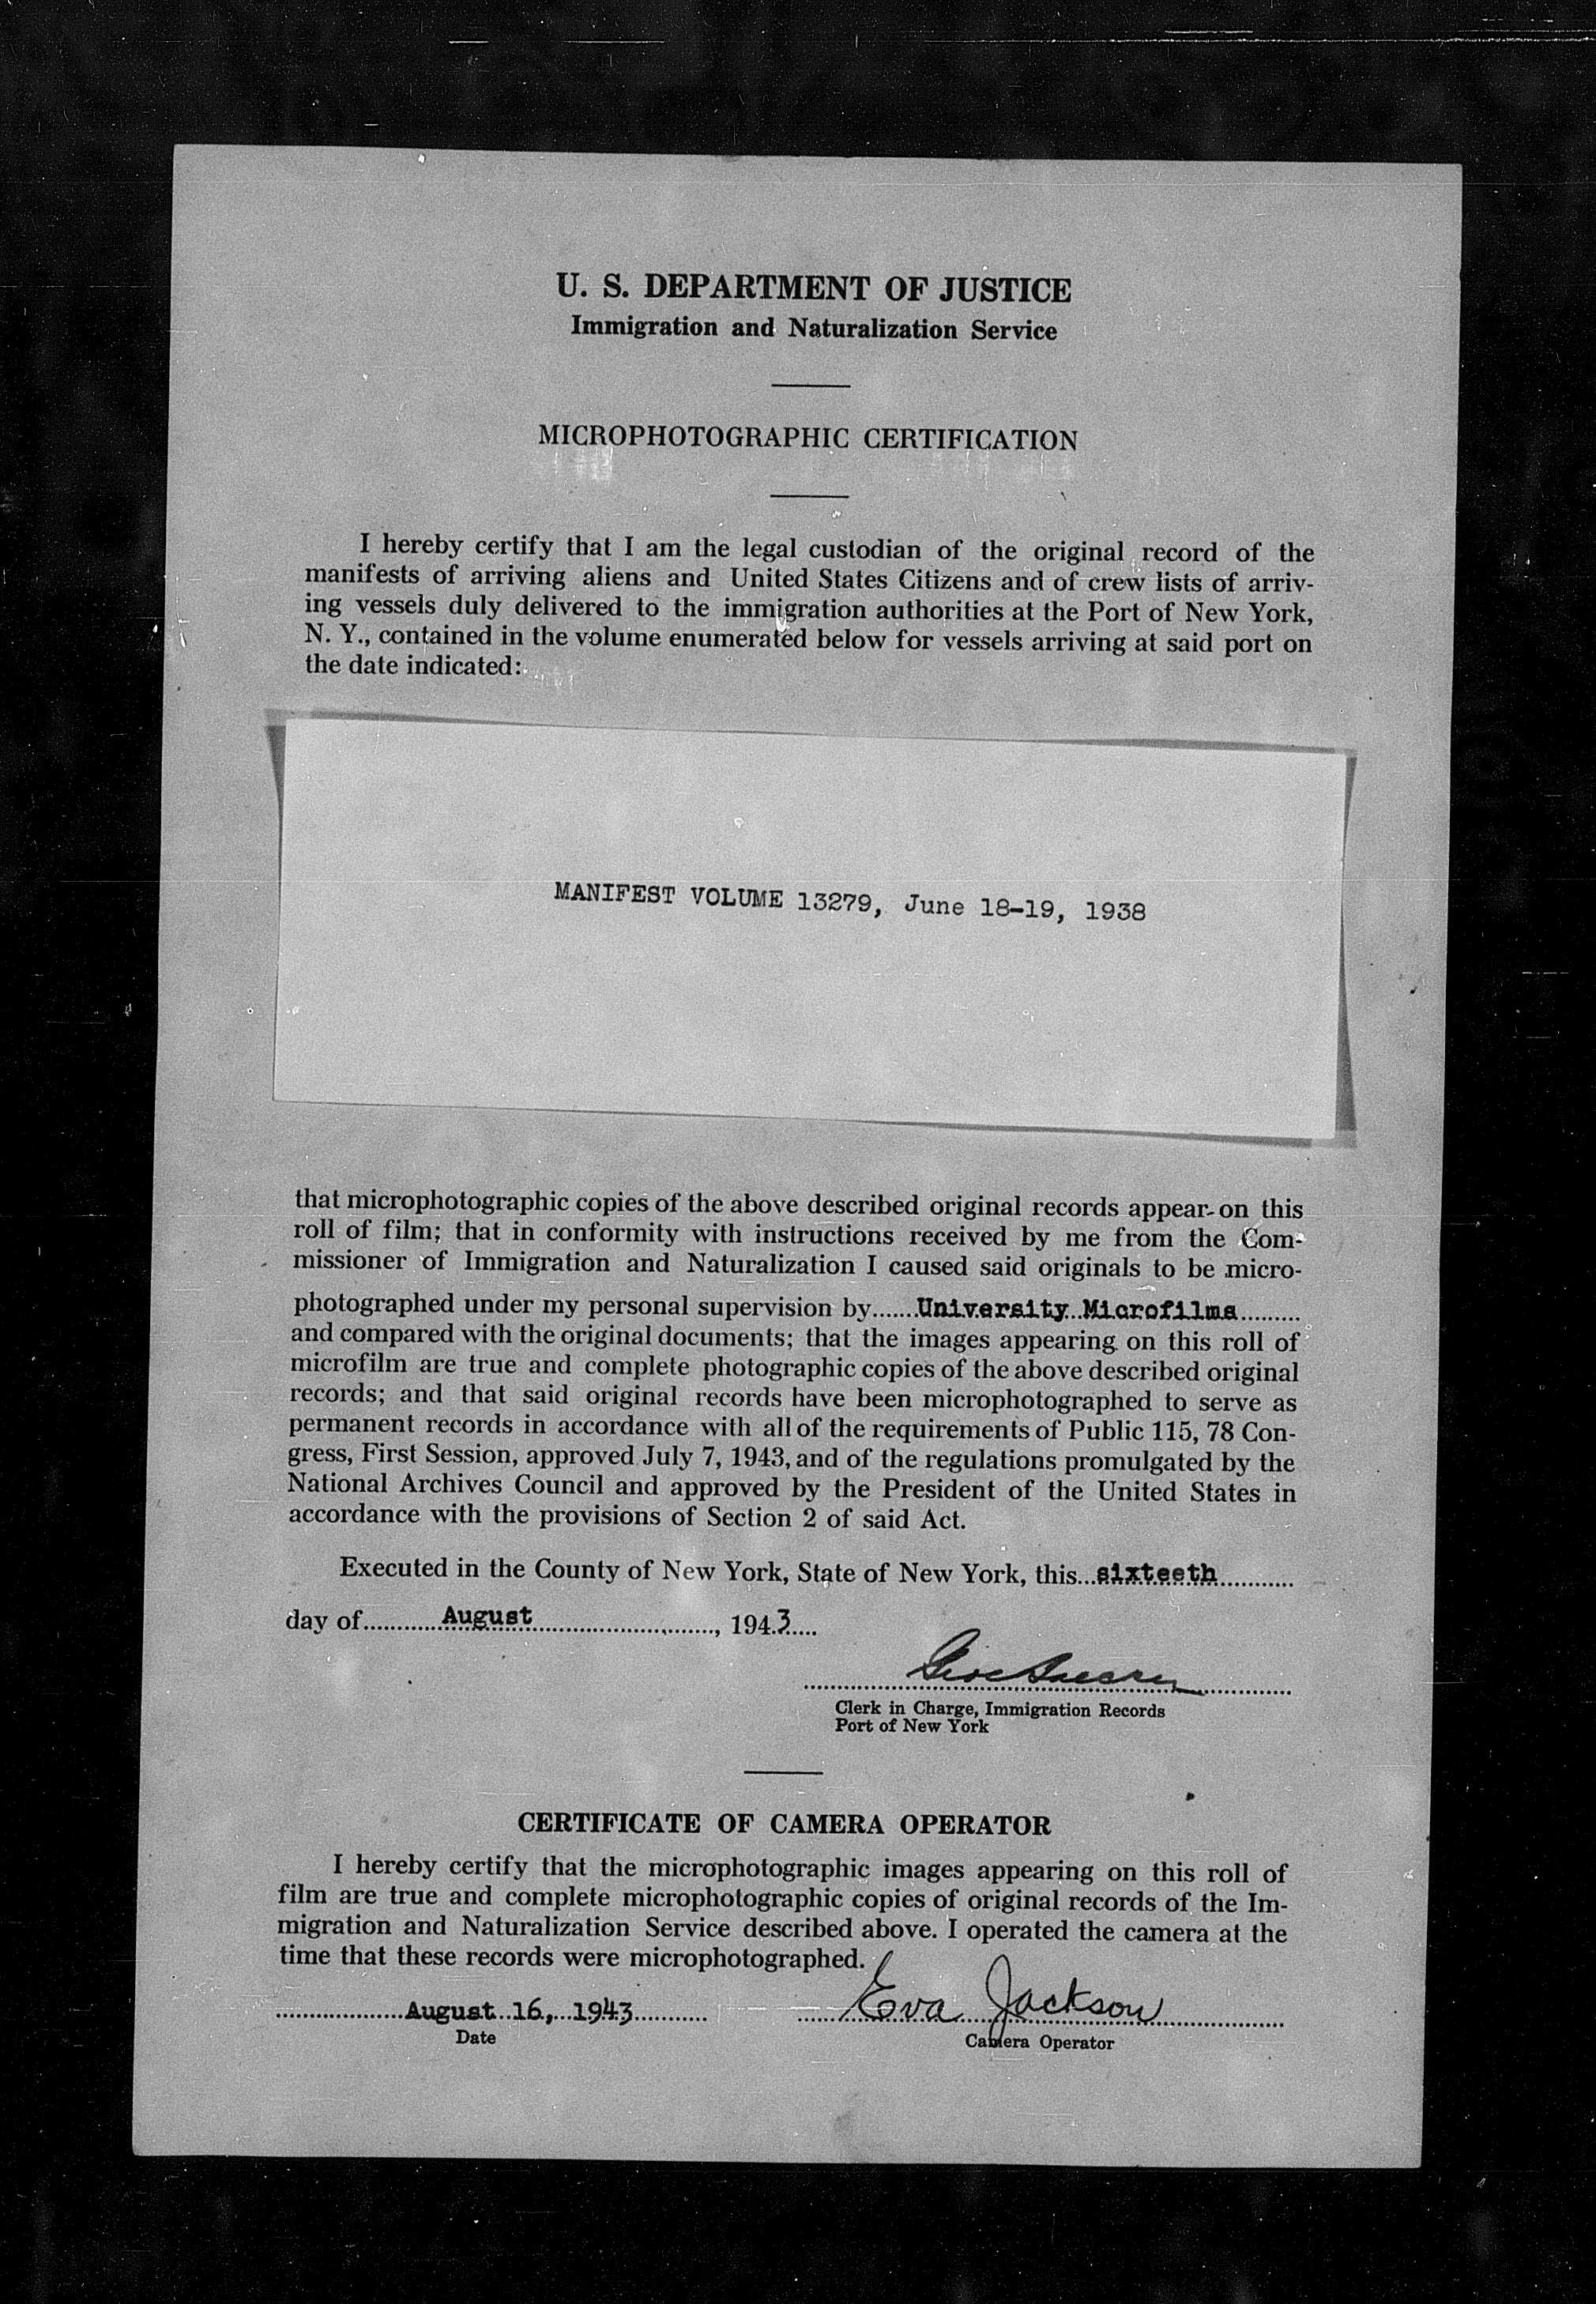 U. S. DEPARTMENT OF JUSTICE
Immigration and Naturalization Service
MICROPHOTOGRAPHIC CERTIFICATION
I hereby certify that I am the legal custodian of the original record of the
manifests of arriving aliens and United States Citizens and of crew lists of arriv-
ing vessels duly delivered to the immigration authorities at the Port of New York,
N. Y., contained in the volume enumerated below for vessels arriving at said port on
the date indicated:
MANIFEST VOLUME 13279, June 18-19, 1938
that microphotographic copies of the above described original records appear on this
roll of film; that in conformity with instructions received by me from the Com-
missioner of Immigration and Naturalization I caused said originals to be micro-
photographed under my personal supervision by University Microfilms
and compared with the original documents; that the images appearing on this roll of
microfilm are true and complete photographic copies of the above described original
records; and that said original records have been microphotographed to serve as
permanent records in accordance with all of the requirements of Public 115, 78 Con-
gress, First Session, approved July 7, 1943, and of the regulations promulgated by the
National Archives Council and approved by the President of the United States in
accordance with the provisions of Section 2 of said Act.
Executed in the County of New York, State of New York, this sixteeth
day of August, 1943
Clerk in Charge, Immigration Records
Port of New York
CERTIFICATE OF CAMERA OPERATOR
I hereby certify that the microphotographic images appearing on this roll of
film are true and complete microphotographic copies of original records of the Im-
migration and Naturalization Service described above. I operated the camera at the
time that these records were microphotographed.
August 16, 1943 Eva Jackson
Date Camera Operator